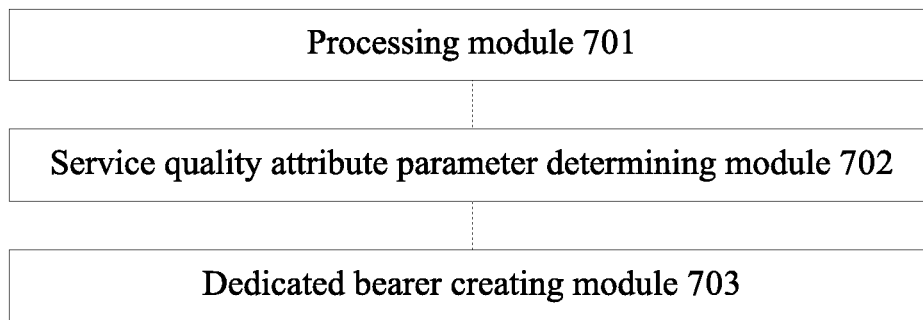 Processing module 701
Service quality attribute parameter determining module 702
Dedicated bearer creating module 703